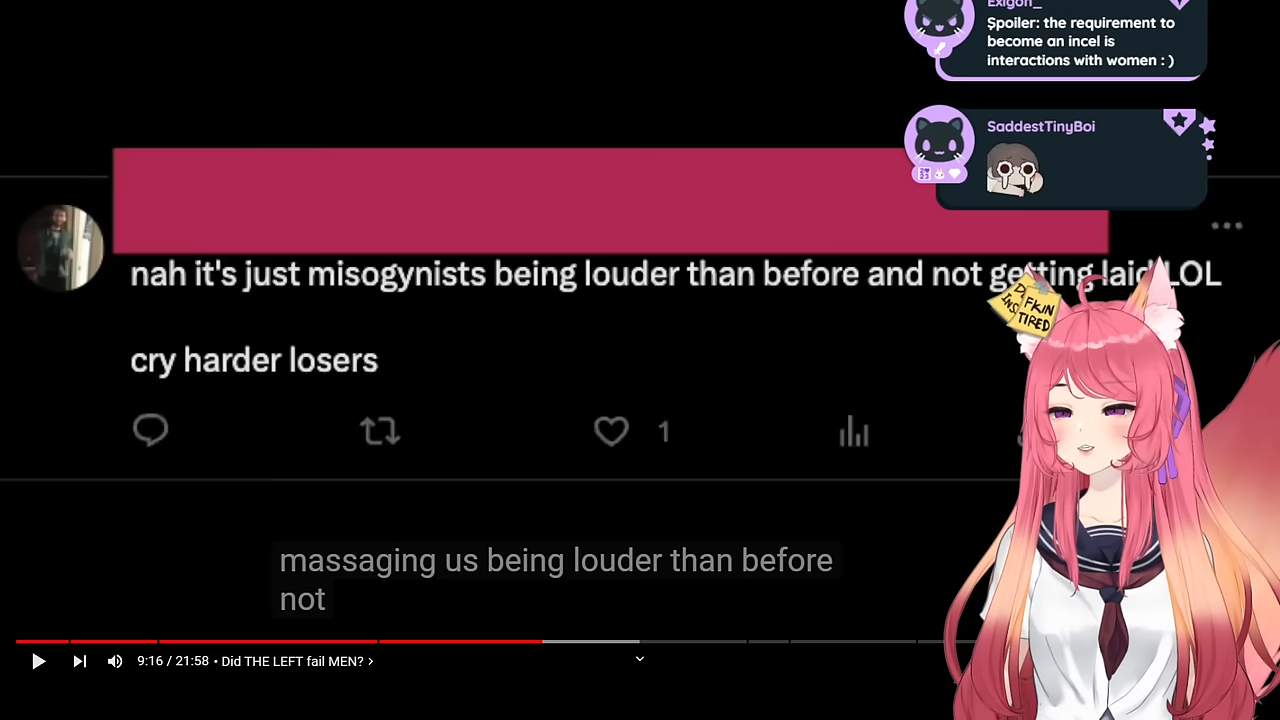 Exigon_
Spoiler: the requirement to
become an incel is
interactions with women : )
SaddestTinyBoi
nah it's just misogynists being louder than before and not getting laid LOL
DEFKIN
INSTIRED
cry harder losers
1
massaging us being louder than before
not
9:16 / 21:58 • Did THE LEFT fail MEN? ›